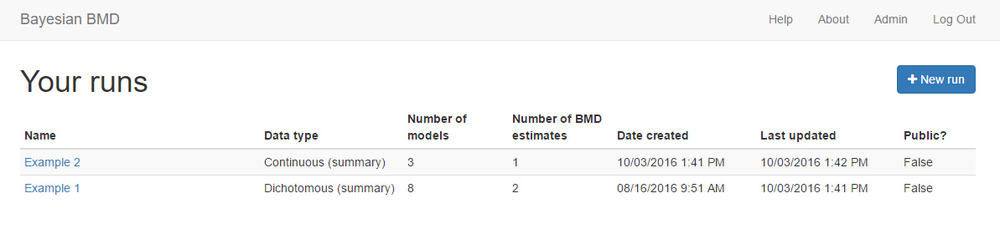 Bayesian BMD Help About Admin Log Out
Your runs
+ New run
Name Data type Number of models Number of BMD estimates Date created Last updated Public?
Example 2 Continuous (summary) 3 1 10/03/2016 1:41 PM 10/03/2016 1:42 PM False
Example 1 Dichotomous (summary) 8 2 08/16/2016 9:51 AM 10/03/2016 1:41 PM False